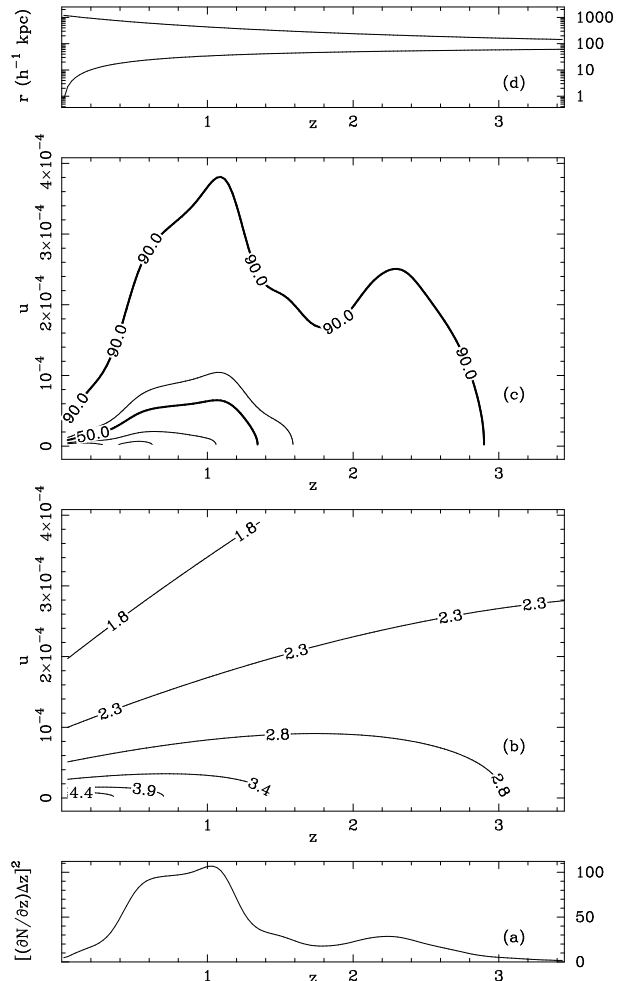 r (h⁻¹ kpc)
1000
100
10
1
(d)
1 2 3
z
4×10⁻⁴
3×10⁻⁴
2×10⁻⁴
10⁻⁴
0
u
90.0
90.0
90.0
90.0
90.0
90.0
50.0
(c)
1 2 3
z
4×10⁻⁴
3×10⁻⁴
2×10⁻⁴
10⁻⁴
0
u
1.8
1.8
2.3
2.3
2.3
2.3
2.8
2.8
3.4
3.9
4.4
(b)
1 2 3
z
[(∂N/∂z)Δz]²
100
50
0
(a)
1 2 3
z